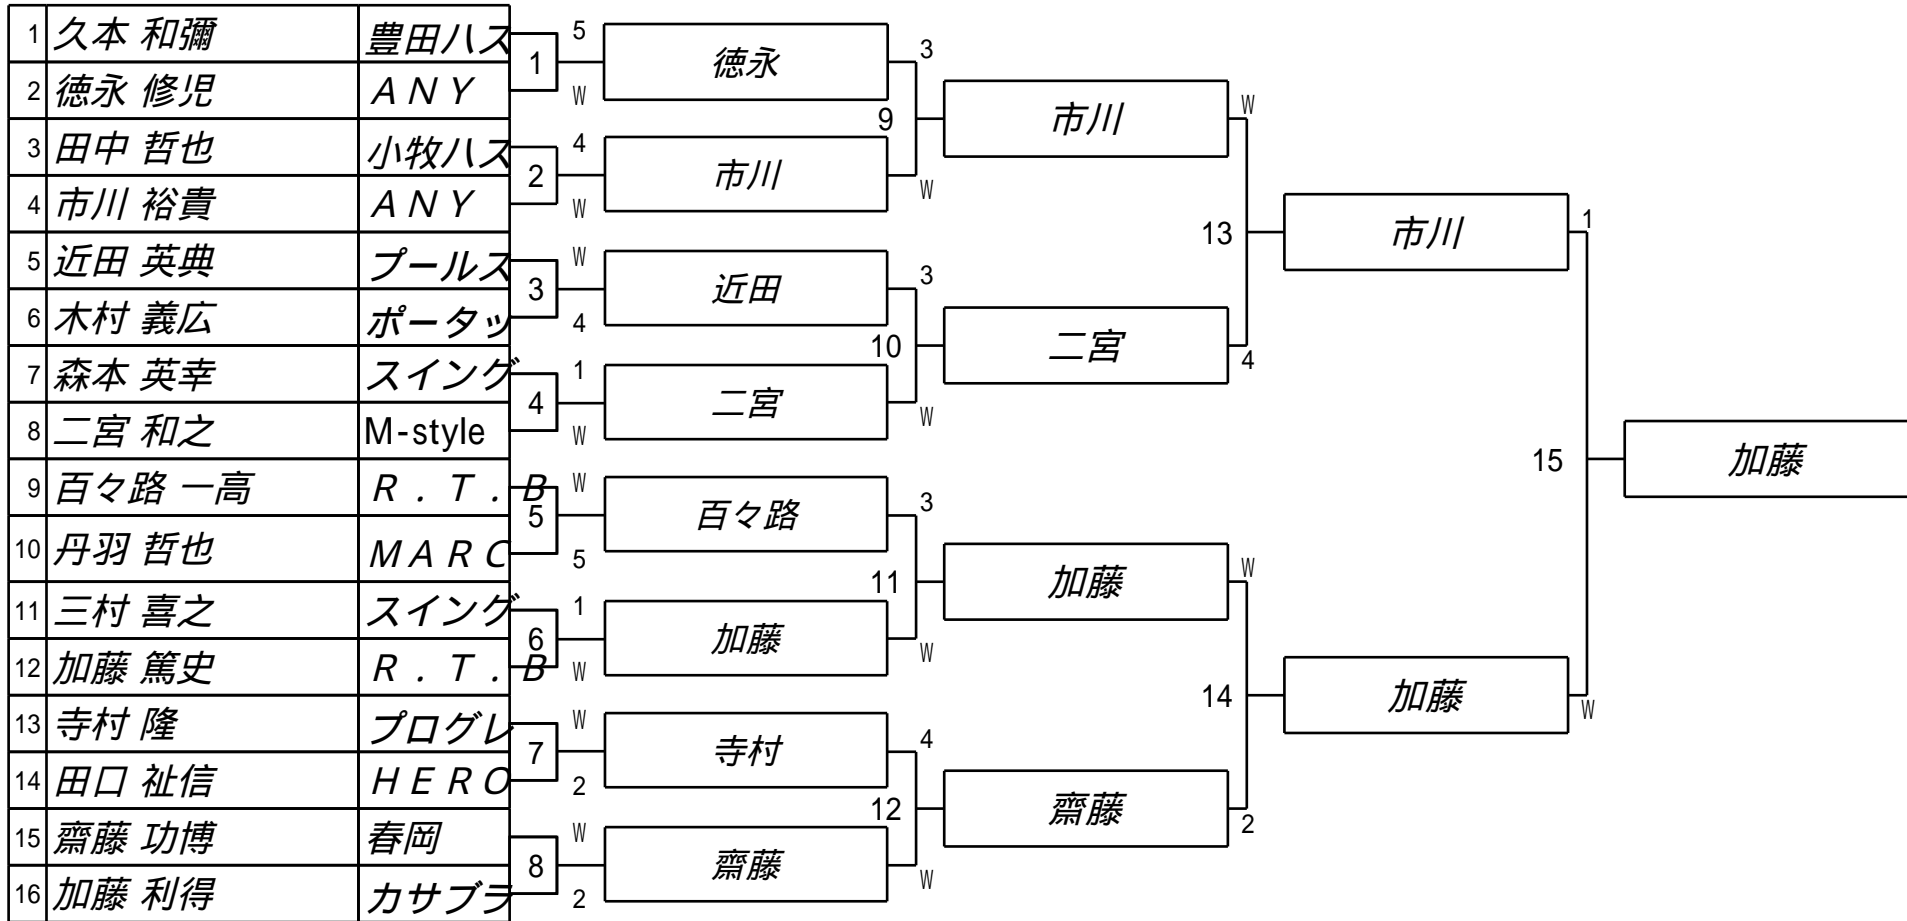 1 久本 和彌 豊田ハス
2 徳永 修児 ＡＮＹ
3 田中 哲也 小牧ハス
4 市川 裕貴 ＡＮＹ
5 近田 英典 プールス
6 木村 義広 ポータッ
7 森本 英幸 スイング
8 二宮 和之 M-style
9 百々路 一高 Ｒ．Ｔ．Ｂ
10 丹羽 哲也 ＭＡＲＣ
11 三村 喜之 スイング
12 加藤 篤史 Ｒ．Ｔ．Ｂ
13 寺村 隆 プログレ
14 田口 祉信 ＨＥＲＯ
15 齋藤 功博 春岡
16 加藤 利得 カサブラ
1
2
3
4
5
6
7
8
5
W
4
W
W
4
1
W
W
5
1
W
W
2
W
2
徳永
市川
近田
二宮
百々路
加藤
寺村
齋藤
3
9
W
3
10
W
3
11
W
4
12
W
市川
二宮
加藤
齋藤
W
13
4
W
14
2
市川
加藤
1
15
W
加藤